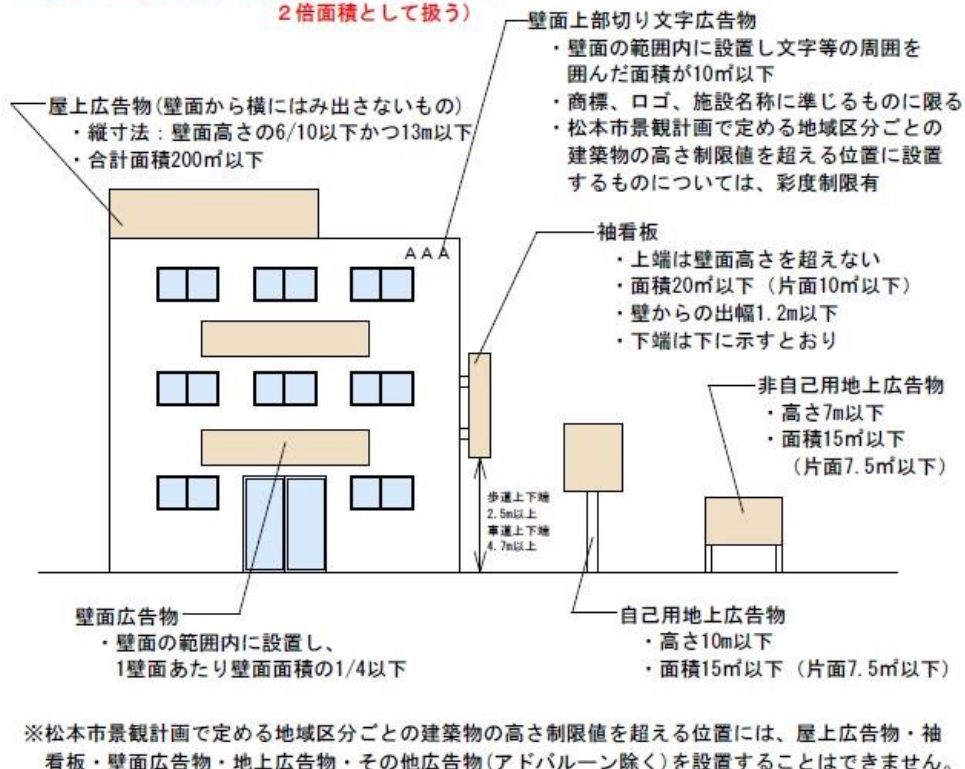 ２倍面積として扱う）
壁面上部切り文字広告物
・壁面の範囲内に設置し文字等の周囲を
囲んだ面積が10㎡以下
・商標、ロゴ、施設名称に準じるものに限る
・松本市景観計画で定める地域区分ごとの
建築物の高さ制限値を超える位置に設置
するものについては、彩度制限有
屋上広告物(壁面から横にはみ出さないもの)
・縦寸法：壁面高さの6/10以下かつ13m以下
・合計面積200㎡以下
ＡＡＡ
袖看板
・上端は壁面高さを超えない
・面積20㎡以下（片面10㎡以下）
・壁からの出幅1.2m以下
・下端は下に示すとおり
非自己用地上広告物
・高さ7m以下
・面積15㎡以下
（片面7.5㎡以下）
歩道上下端
2.5m以上
車道上下端
4.7m以上
壁面広告物
・壁面の範囲内に設置し、
1壁面あたり壁面面積の1/4以下
自己用地上広告物
・高さ10m以下
・面積15㎡以下（片面7.5㎡以下）
※松本市景観計画で定める地域区分ごとの建築物の高さ制限値を超える位置には、屋上広告物・袖
看板・壁面広告物・地上広告物・その他広告物(アドバルーン除く)を設置することはできません。